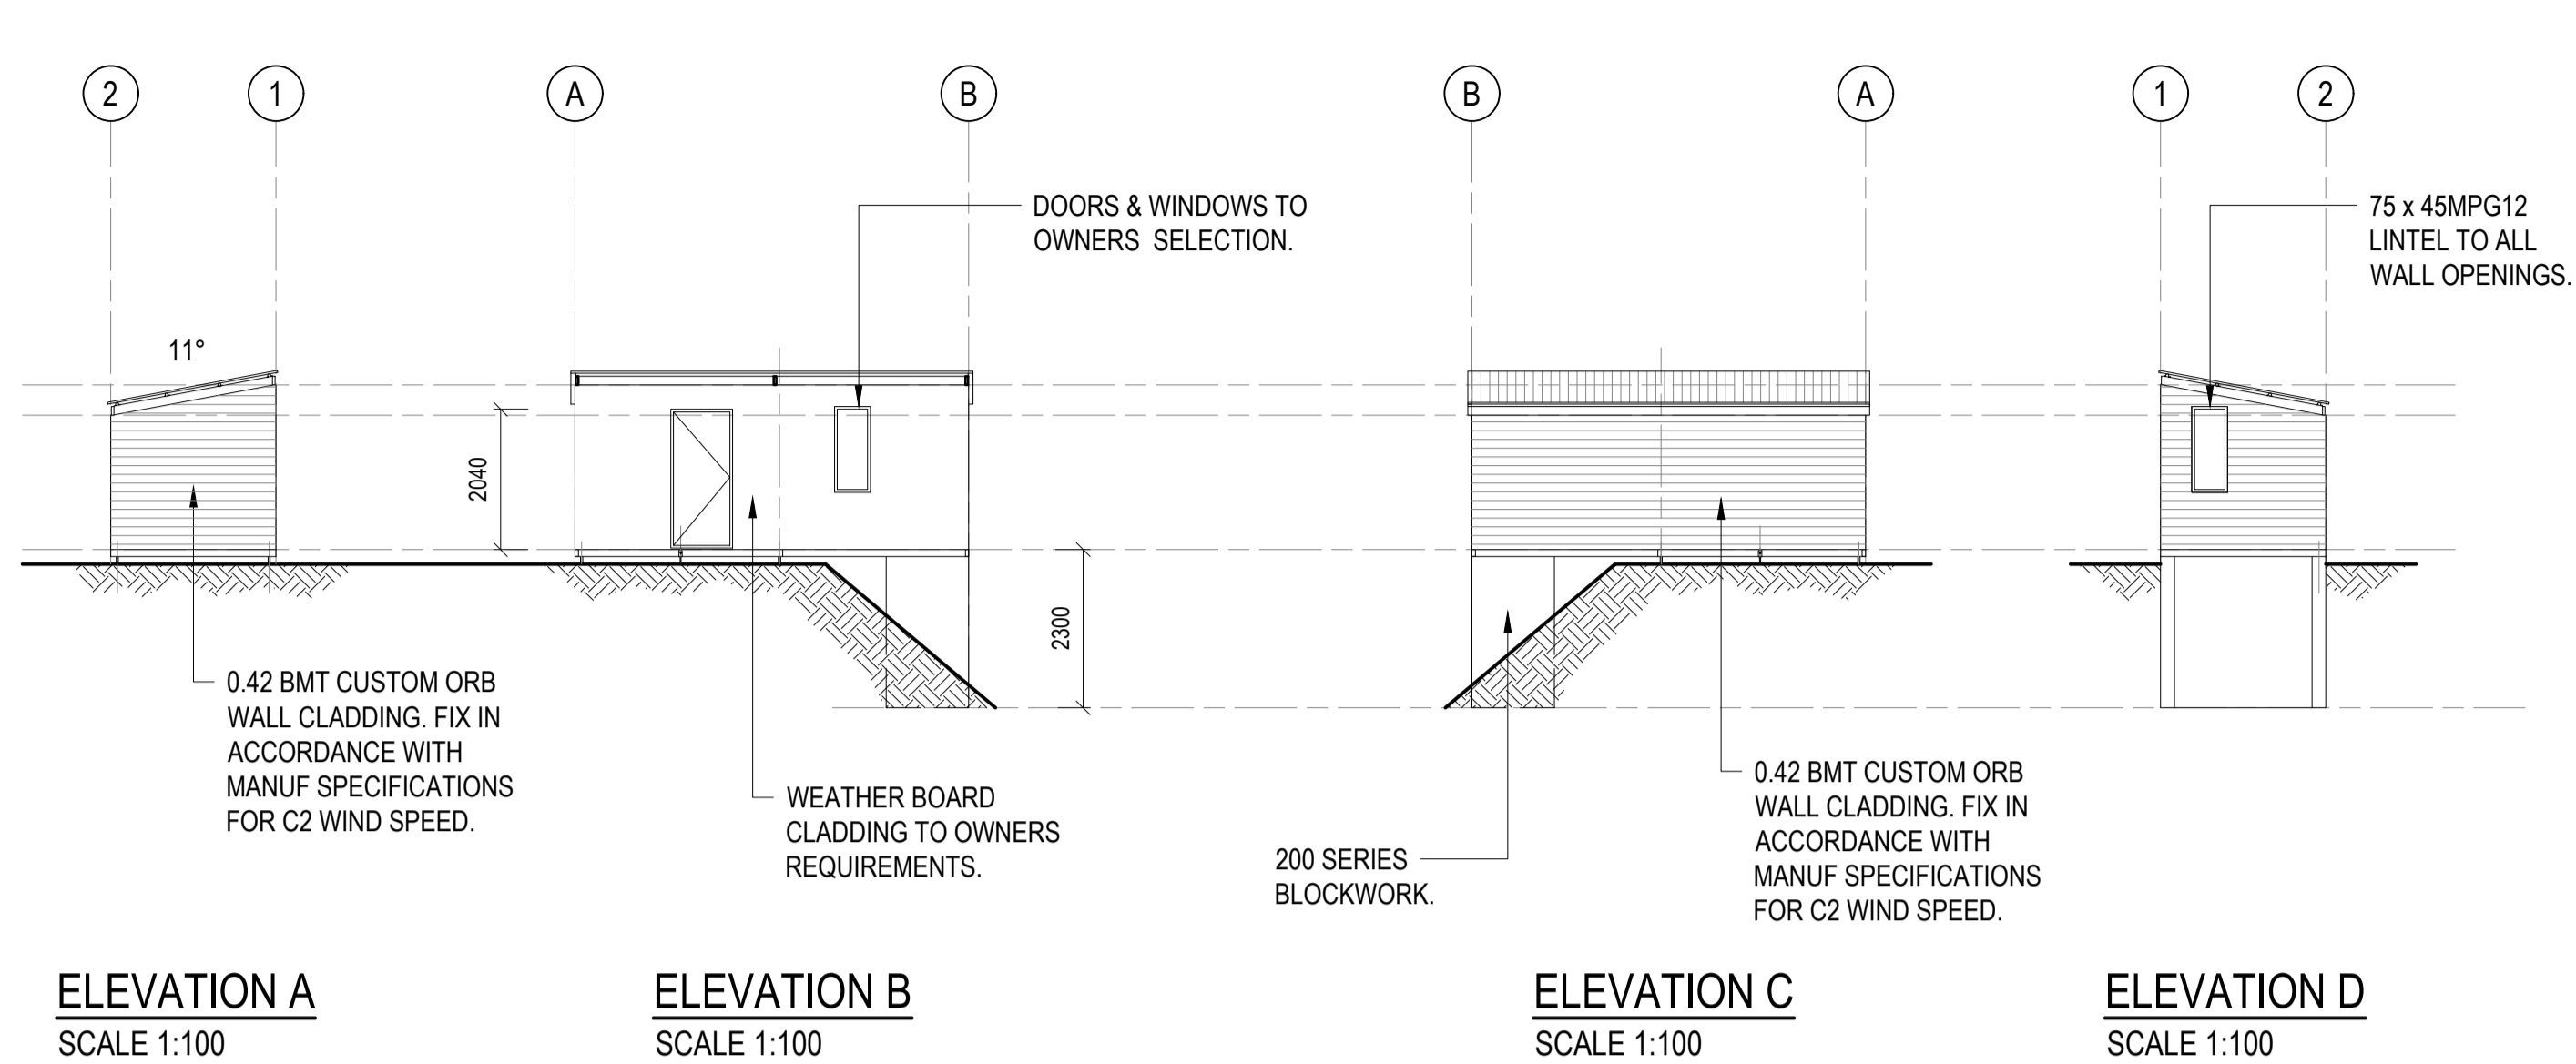 2
1
A
B
B
A
1
2
DOORS & WINDOWS TO
OWNERS SELECTION.
75 x 45MPG12
LINTEL TO ALL
WALL OPENINGS.
11°
2040
2300
0.42 BMT CUSTOM ORB
WALL CLADDING. FIX IN
ACCORDANCE WITH
MANUF SPECIFICATIONS
FOR C2 WIND SPEED.
WEATHER BOARD
CLADDING TO OWNERS
REQUIREMENTS.
200 SERIES
BLOCKWORK.
0.42 BMT CUSTOM ORB
WALL CLADDING. FIX IN
ACCORDANCE WITH
MANUF SPECIFICATIONS
FOR C2 WIND SPEED.
ELEVATION A
SCALE 1:100
ELEVATION B
SCALE 1:100
ELEVATION C
SCALE 1:100
ELEVATION D
SCALE 1:100